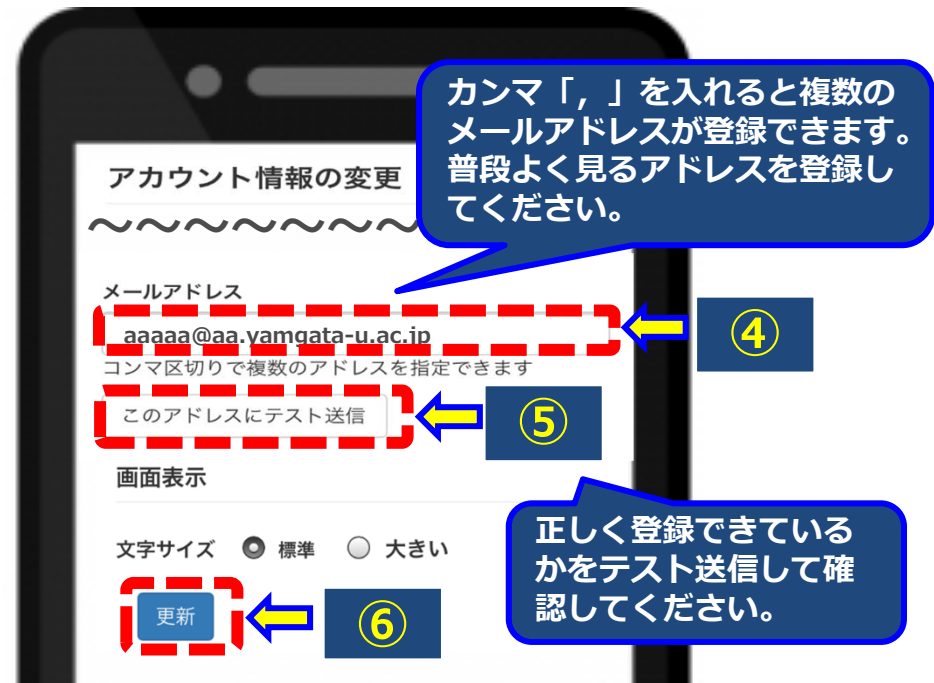 カンマ「，」を入れると複数の
メールアドレスが登録できます。
普段よく見るアドレスを登録し
てください。
アカウント情報の変更
メールアドレス
aaaaa@aa.yamgata-u.ac.jp
④
コンマ区切りで複数のアドレスを指定できます
このアドレスにテスト送信
⑤
画面表示
正しく登録できている
かをテスト送信して確
認してください。
文字サイズ 標準 大きい
更新
⑥